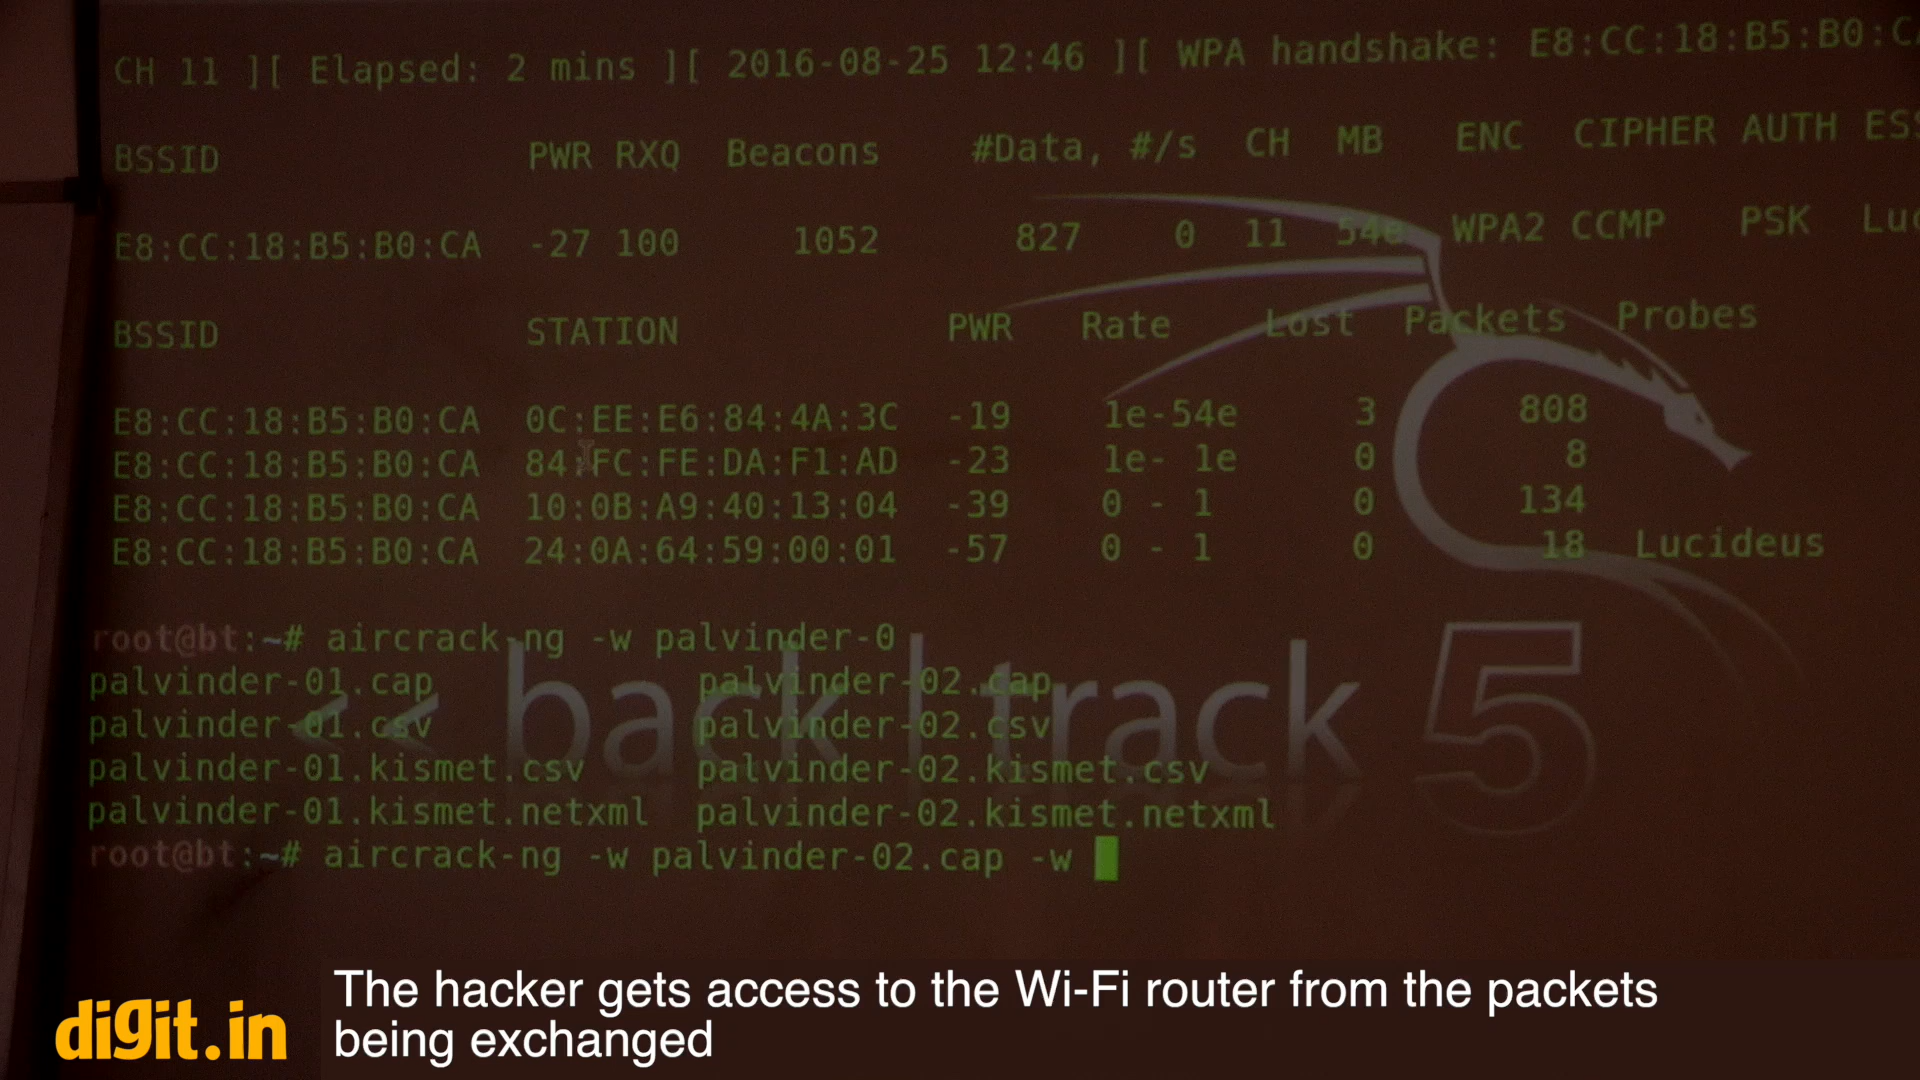 CH 11 ][ Elapsed: 2 mins ][ 2016-08-25 12:46 ][ WPA handshake: E8:CC:18:B5:B0:C
BSSID PWR RXQ Beacons #Data, #/s CH MB ENC CIPHER AUTH ESS
E8:CC:18:B5:B0:CA -27 100 1052 827 0 11 54e WPA2 CCMP PSK Luc
BSSID STATION PWR Rate Lost Packets Probes
E8:CC:18:B5:B0:CA 0C:EE:E6:84:4A:3C -19 1e-54e 3 808
E8:CC:18:B5:B0:CA 84:FC:FE:DA:F1:AD -23 1e- 1e 0 8
E8:CC:18:B5:B0:CA 10:0B:A9:40:13:04 -39 0 - 1 0 134
E8:CC:18:B5:B0:CA 24:0A:64:59:00:01 -57 0 - 1 0 18 Lucideus
root@bt:~# aircrack-ng -w palvinder-0
palvinder-01.cap palvinder-02.cap
palvinder-01.csv palvinder-02.csv
palvinder-01.kismet.csv palvinder-02.kismet.csv
palvinder-01.kismet.netxml palvinder-02.kismet.netxml
root@bt:~# aircrack-ng -w palvinder-02.cap -w
<< back | track 5
digit.in
The hacker gets access to the Wi-Fi router from the packets
being exchanged